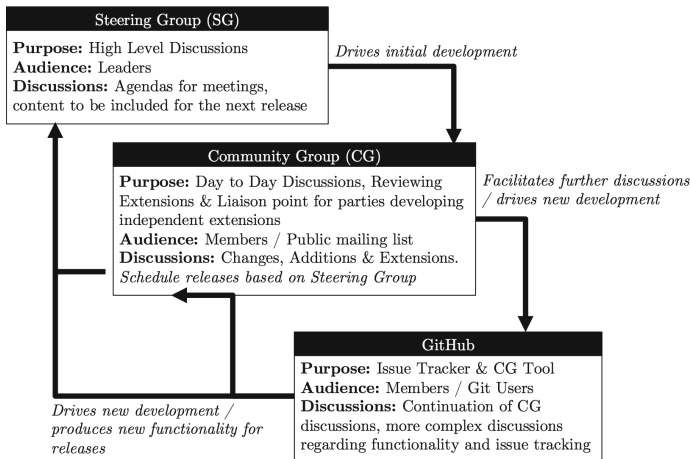 Steering Group (SG)
Purpose: High Level Discussions
Audience: Leaders
Discussions: Agendas for meetings,
content to be included for the next release
Drives initial development
Community Group (CG)
Purpose: Day to Day Discussions, Reviewing
Extensions & Liaison point for parties developing
independent extensions
Audience: Members / Public mailing list
Discussions: Changes, Additions & Extensions.
Schedule releases based on Steering Group
Facilitates further discussions
/ drives new development
GitHub
Purpose: Issue Tracker & CG Tool
Audience: Members / Git Users
Discussions: Continuation of CG
discussions, more complex discussions
regarding functionality and issue tracking
Drives new development /
produces new functionality for
releases